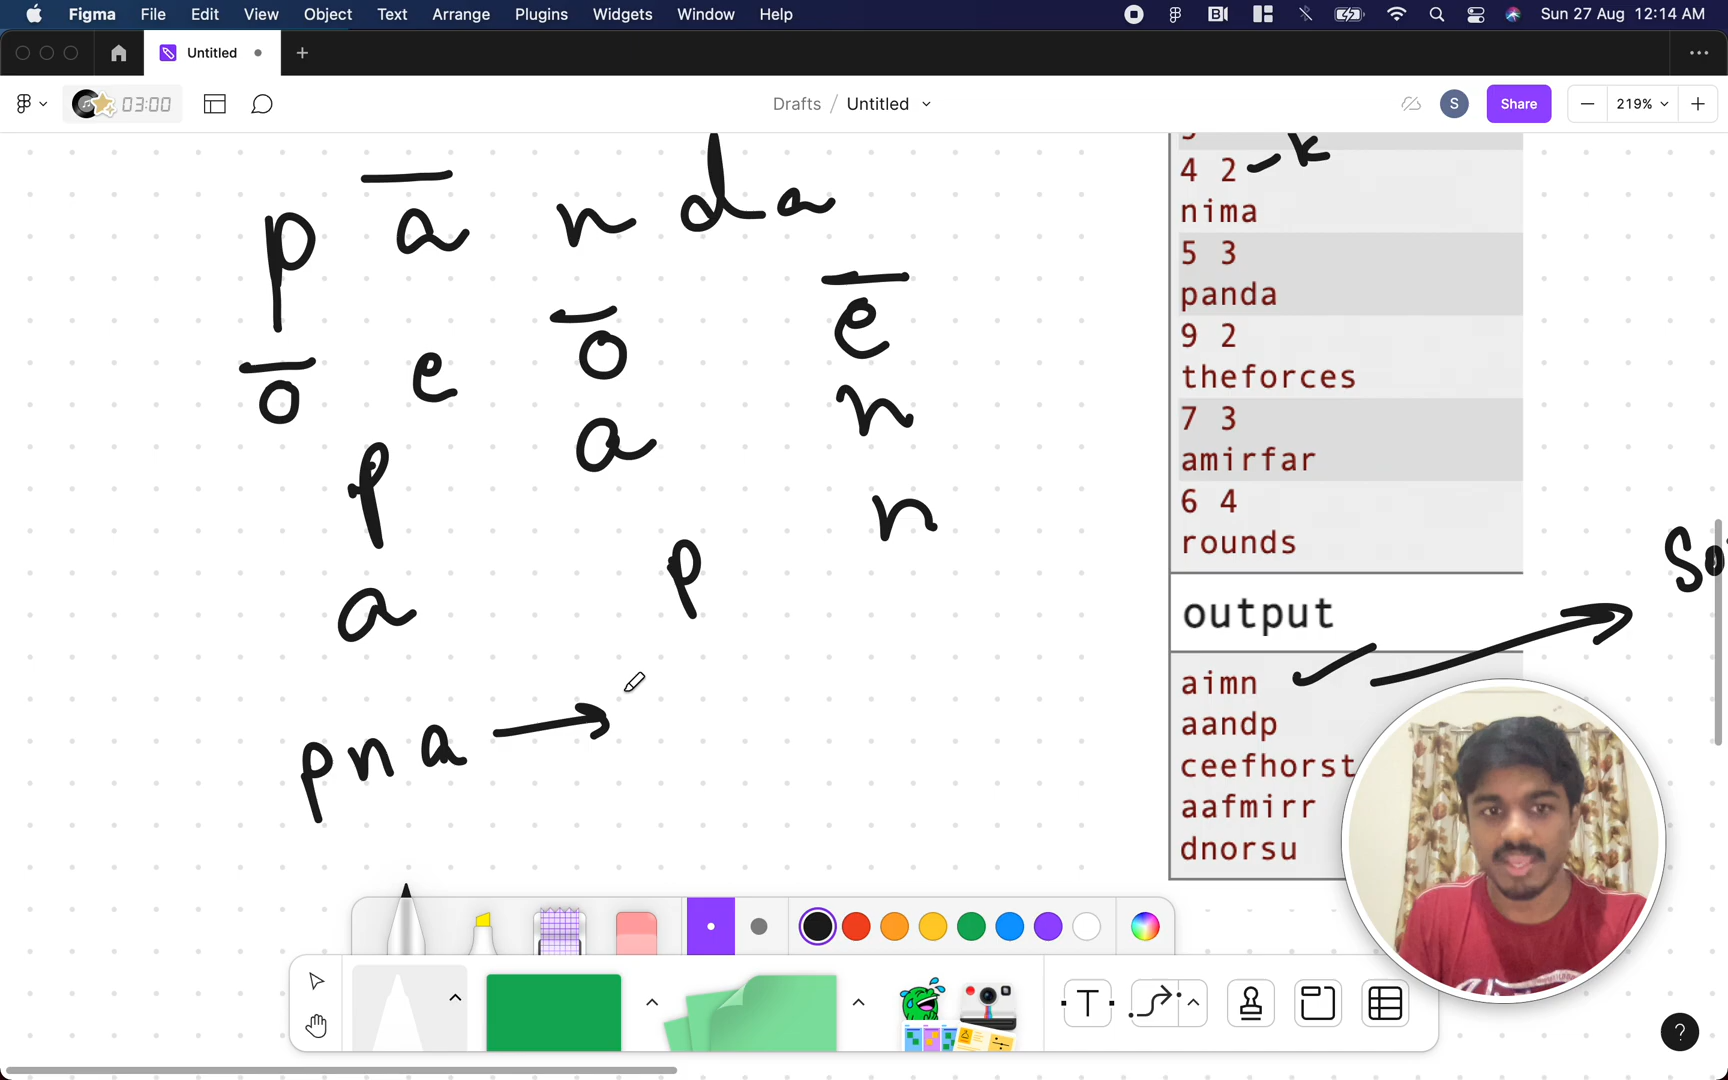 Figma File Edit View Object Text Arrange Plugins Widgets Window Help Sun 27 Aug 12:14 AM
Untitled
03:00 Drafts / Untitled S Share 219%
4 2 - k
nima
5 3
panda
9 2
theforces
7 3
amirfar
6 4
rounds
output
aimn
aandp
ceefhorst
aafmirr
dnorsu
p a n d a
o e o e
p a n
a p n
p n a
So
T
?